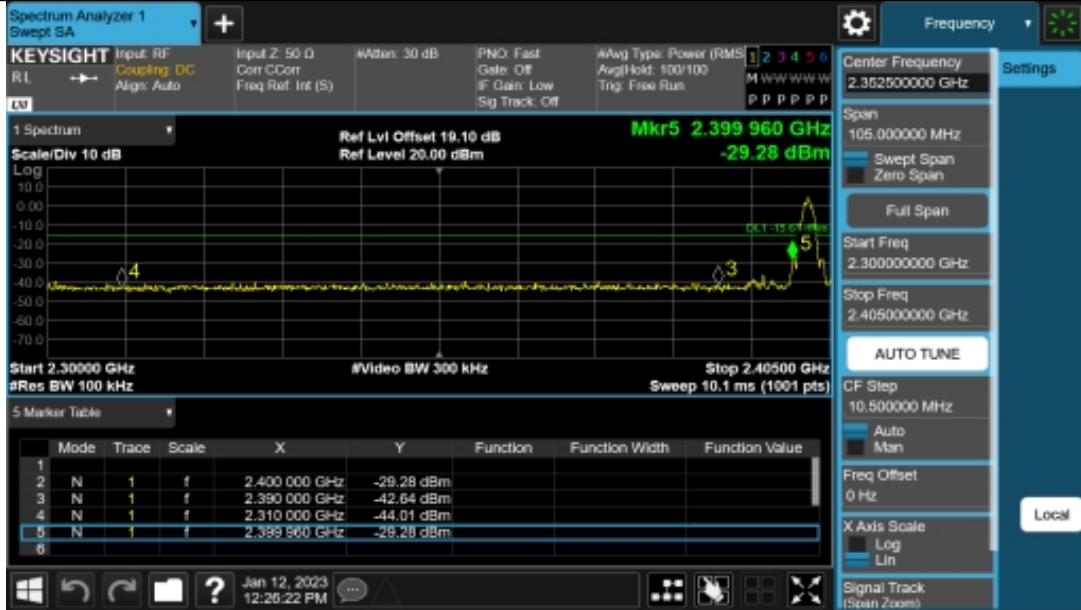 Spectrum Analyzer 1
Swept SA
+
Frequency
KEYSIGHT
RL
LXI
Input: RF
Coupling: DC
Align: Auto
Input Z: 50 Ω
Corr CCorr
Freq Ref: Int (S)
#Atten: 30 dB
PNO: Fast
Gate: Off
IF Gain: Low
Sig Track: Off
#Avg Type: Power (RMS
Avg|Hold: 100/100
Trig: Free Run
1 2 3 4 5 6
M W W W W W
P P P P P P
Center Frequency
2.352500000 GHz
Settings
Span
105.000000 MHz
Swept Span
Zero Span
Full Span
Start Freq
2.300000000 GHz
Stop Freq
2.405000000 GHz
AUTO TUNE
CF Step
10.500000 MHz
Auto
Man
Freq Offset
0 Hz
X Axis Scale
Log
Lin
Signal Track
(Span Zoom)
Local
1 Spectrum
Scale/Div 10 dB
Ref Lvl Offset 19.10 dB
Ref Level 20.00 dBm
Mkr5 2.399 960 GHz
-29.28 dBm
Log
10.0
0.00
-10.0
-20.0
-30.0
-40.0
-50.0
-60.0
-70.0
4
3
5
Start 2.30000 GHz
#Res BW 100 kHz
#Video BW 300 kHz
Stop 2.40500 GHz
Sweep 10.1 ms (1001 pts)
5 Marker Table
Mode Trace Scale X Y Function Function Width Function Value
1
2 N 1 f 2.400 000 GHz -29.28 dBm
3 N 1 f 2.390 000 GHz -42.64 dBm
4 N 1 f 2.310 000 GHz -44.01 dBm
5 N 1 f 2.399 960 GHz -29.28 dBm
6
?
Jan 12, 2023
12:26:22 PM